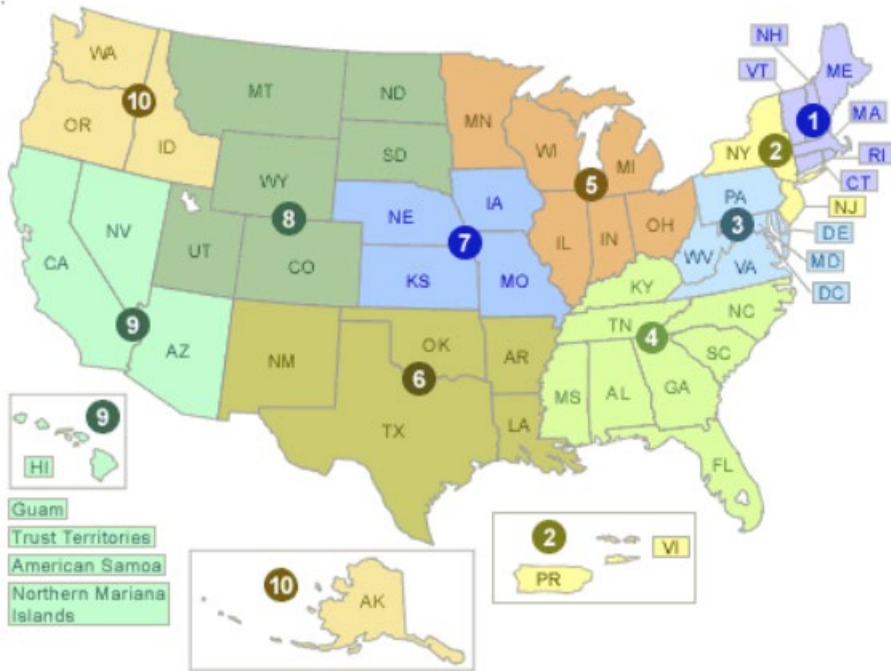 WA
MT
ND
MN
OR
ID
10
SD
WY
WI
MI
5
NY
2
NH
VT
ME
1
MA
RI
CT
NJ
PA
3
DE
MD
DC
WV
VA
OH
IN
IL
IA
NE
7
KS
MO
8
UT
CO
NV
CA
9
AZ
NM
OK
6
TX
AR
LA
KY
TN
4
NC
SC
MS
AL
GA
FL
9
HI
Guam
Trust Territories
American Samoa
Northern Mariana
Islands
10
AK
2
VI
PR